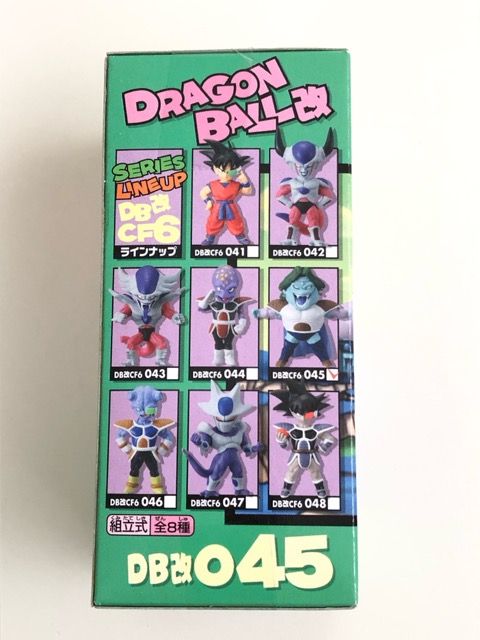 DRAGON
BALL改
SERIES
LINEUP
DB改
CF6
ラインナップ
DB改CF6 041
DB改CF6 042
DB改CF6 043
DB改CF6 044
DB改CF6 045
DB改CF6 046
DB改CF6 047
DB改CF6 048
組立式 全8種
DB改045